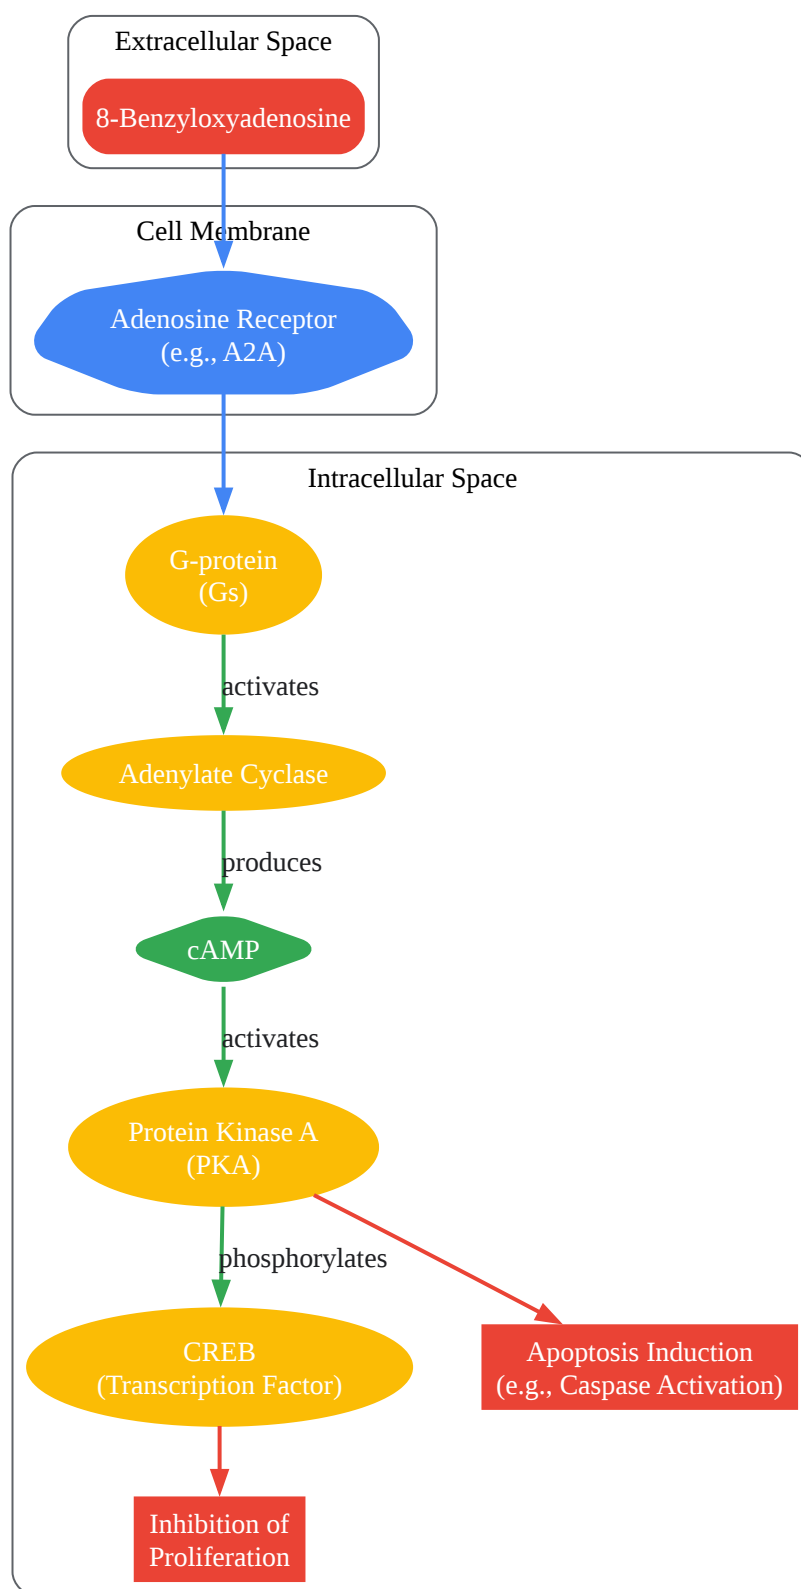 Extracellular Space
8-Benzyloxyadenosine
Cell Membrane
Adenosine Receptor
(e.g., A2A)
Intracellular Space
G-protein
(Gs)
activates
Adenylate Cyclase
produces
cAMP
activates
Protein Kinase A
(PKA)
phosphorylates
CREB
(Transcription Factor)
Apoptosis Induction
(e.g., Caspase Activation)
Inhibition of
Proliferation